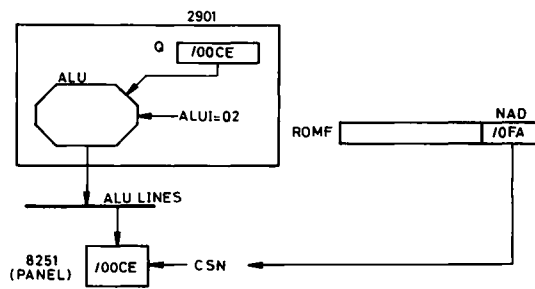 2901
Q /00CE
ALU
ALUI=02
NAD
ROMF /0FA
ALU LINES
8251
(PANEL)
/00CE
CSN